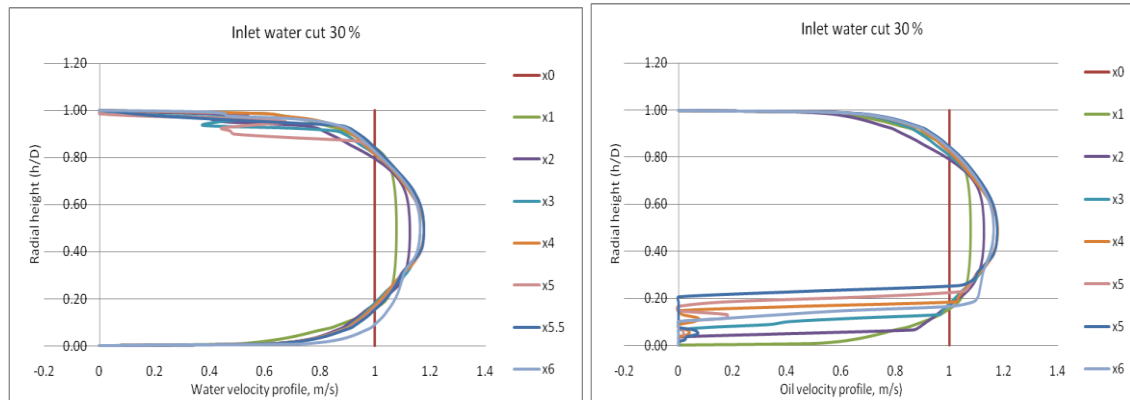 Inlet water cut 30 %
1.20
1.00
0.80
0.60
0.40
0.20
0.00
-0.2 0 0.2 0.4 0.6 0.8 1 1.2 1.4
Radial height (h/D)
Water velocity profile, m/s)
x0
x1
x2
x3
x4
x5
x5.5
x6
Inlet water cut 30 %
1.20
1.00
0.80
0.60
0.40
0.20
0.00
-0.2 0 0.2 0.4 0.6 0.8 1 1.2 1.4
Radial height (h/D)
Oil velocity profile, m/s)
x0
x1
x2
x3
x4
x5
x5
x6